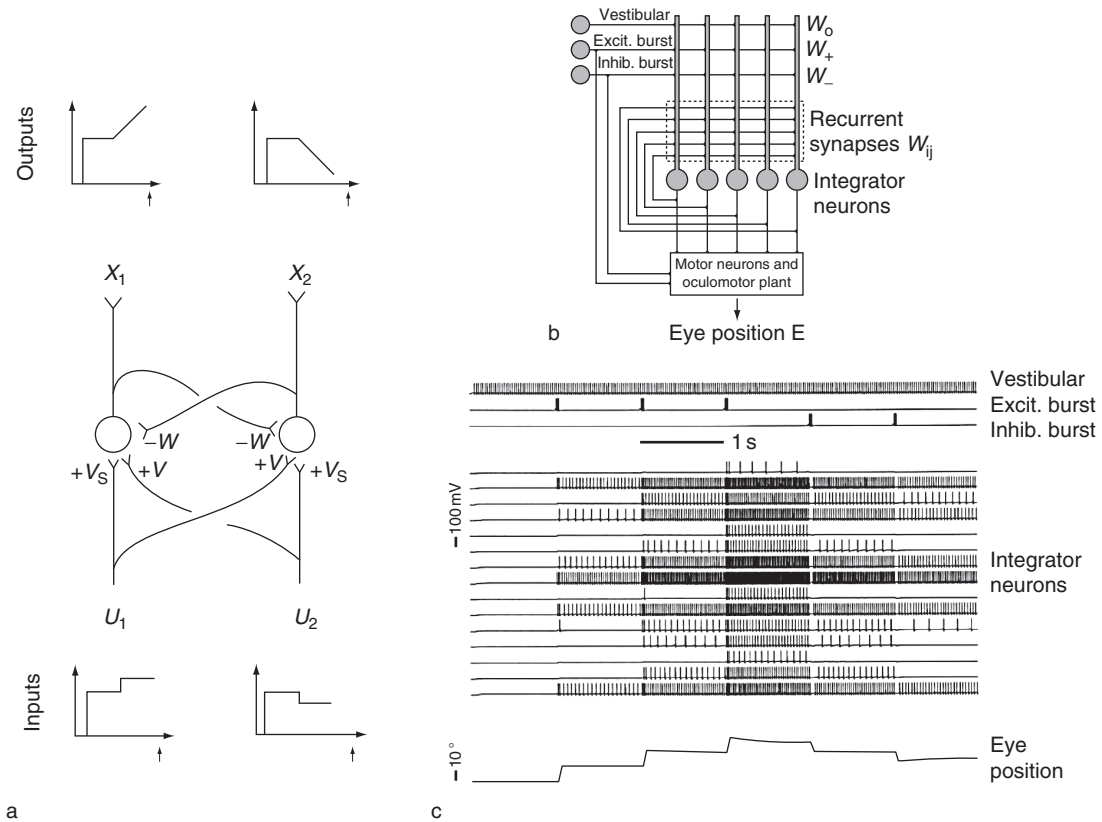 Outputs
X1
X2
–W
–W
+VS
+V
+V
+VS
U1
U2
Inputs
a
Vestibular
Excit. burst
Inhib. burst
Wo
W+
W–
Recurrent
synapses Wij
Integrator
neurons
Motor neurons and
oculomotor plant
b
Eye position E
Vestibular
Excit. burst
Inhib. burst
1 s
100 mV
Integrator
neurons
10°
Eye
position
c